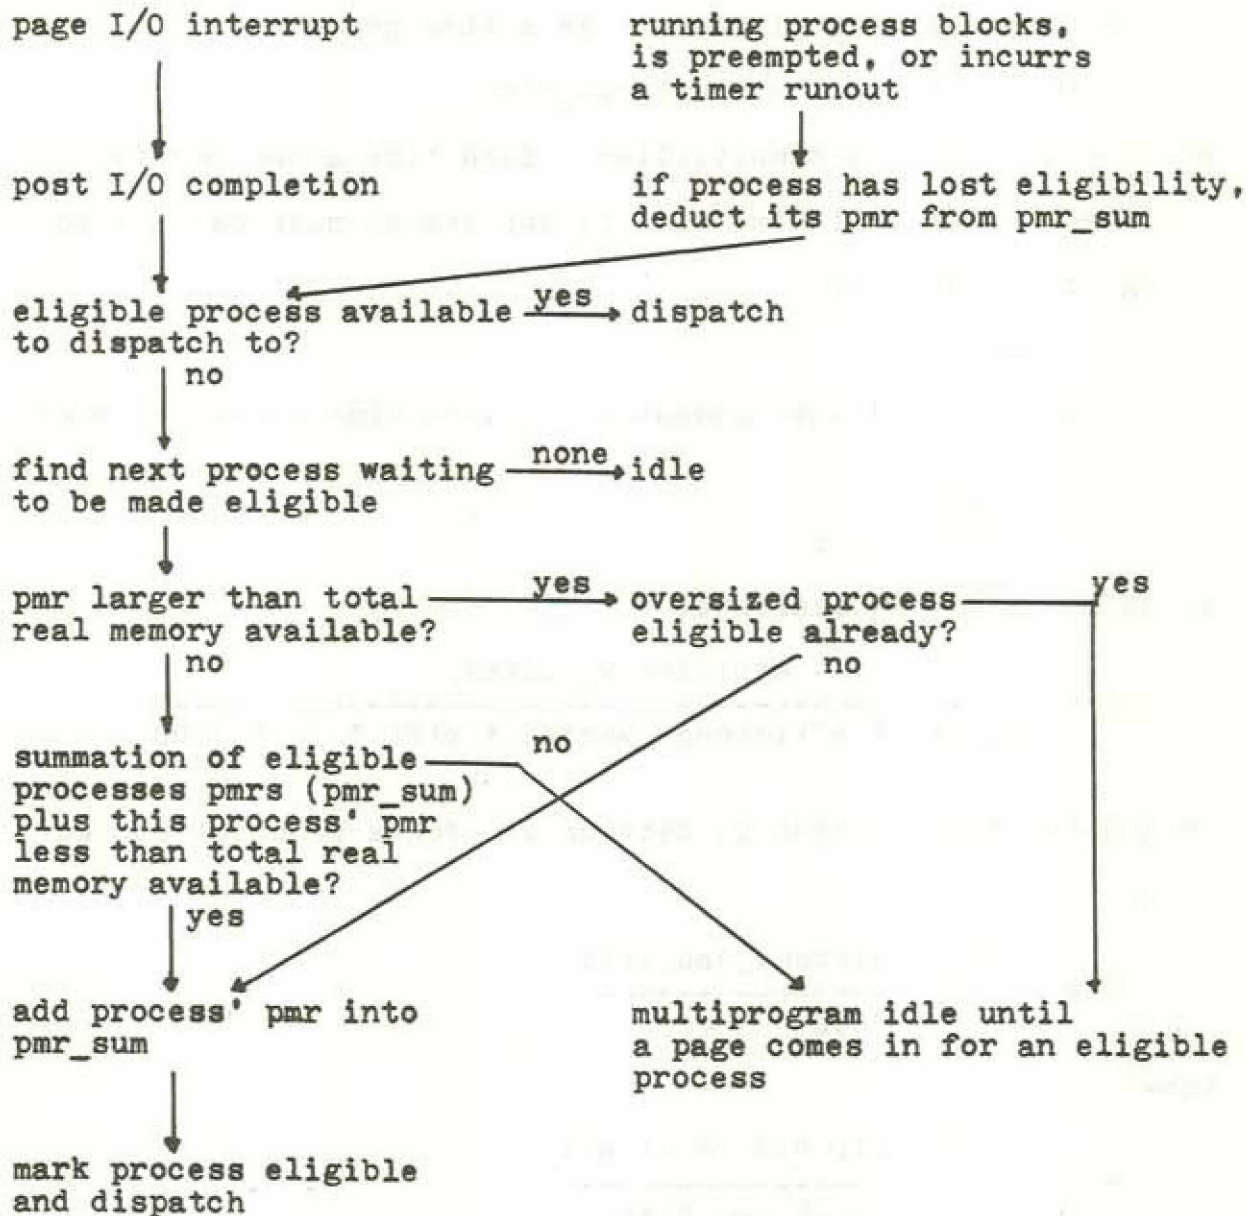 page I/O interrupt
running process blocks,
is preempted, or incurrs
a timer runout
post I/O completion
if process has lost eligibility,
deduct its pmr from pmr_sum
eligible process available
to dispatch to?
yes
dispatch
no
find next process waiting
to be made eligible
none
idle
pmr larger than total
real memory available?
yes
oversized process
eligible already?
yes
no
no
summation of eligible
processes pmrs (pmr_sum)
plus this process' pmr
less than total real
memory available?
no
yes
add process' pmr into
pmr_sum
multiprogram idle until
a page comes in for an eligible
process
mark process eligible
and dispatch